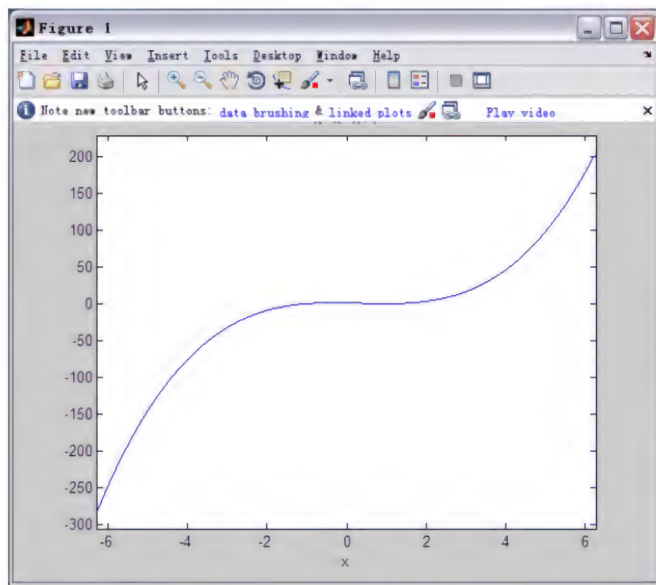 Figure 1
File Edit View Insert Tools Desktop Window Help
Note new toolbar buttons: data brushing & linked plots Play video
200
150
100
50
0
-50
-100
-150
-200
-250
-300
-6 -4 -2 0 2 4 6
x